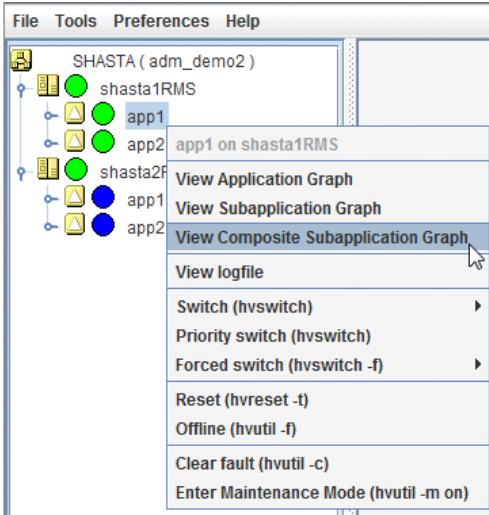 File Tools Preferences Help
SHASTA ( adm_demo2 )
shasta1RMS
app1
app2
shasta2
app1
app2
app1 on shasta1RMS
View Application Graph
View Subapplication Graph
View Composite Subapplication Graph
View logfile
Switch (hvswitch)
Priority switch (hvswitch)
Forced switch (hvswitch -f)
Reset (hvreset -t)
Offline (hvutil -f)
Clear fault (hvutil -c)
Enter Maintenance Mode (hvutil -m on)